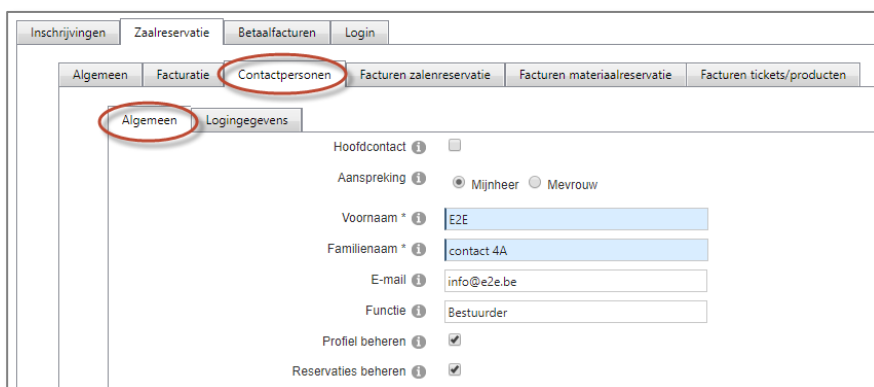 Inschrijvingen Zaalreservatie Betaalfacturen Login
Algemeen Facturatie Contactpersonen Facturen zalenreservatie Facturen materiaalreservatie Facturen tickets/producten
Algemeen Logingegevens
Hoofdcontact
Aanspreking Mijnheer Mevrouw
Voornaam * E2E
Familienaam * contact 4A
E-mail info@e2e.be
Functie Bestuurder
Profiel beheren
Reservaties beheren